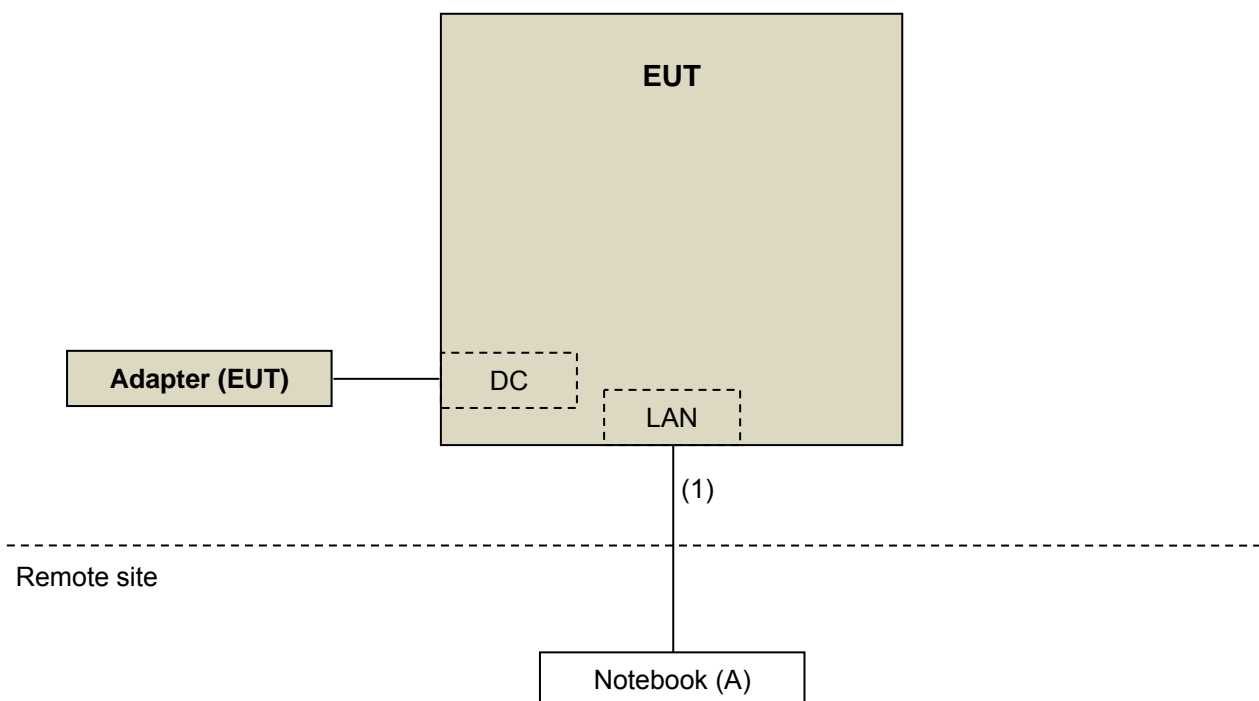 EUT
Adapter (EUT)
DC
LAN
(1)
Remote site
Notebook (A)